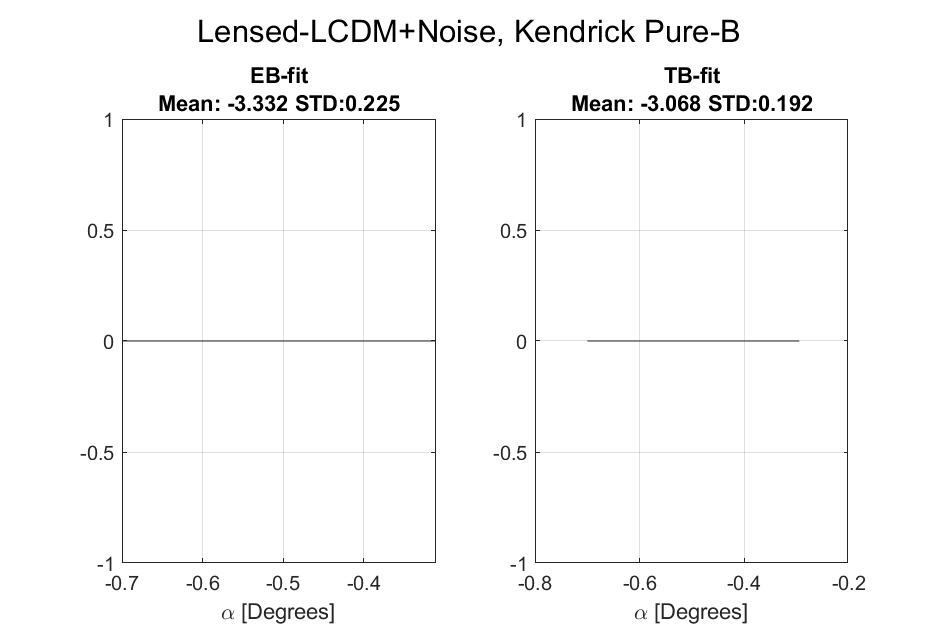 Lensed-LCDM+Noise, Kendrick Pure-B
EB-fit
Mean: -3.332 STD:0.225
1
0.5
0
-0.5
-1
-0.7 -0.6 -0.5 -0.4
α [Degrees]
TB-fit
Mean: -3.068 STD:0.192
1
0.5
0
-0.5
-1
-0.8 -0.6 -0.4 -0.2
α [Degrees]